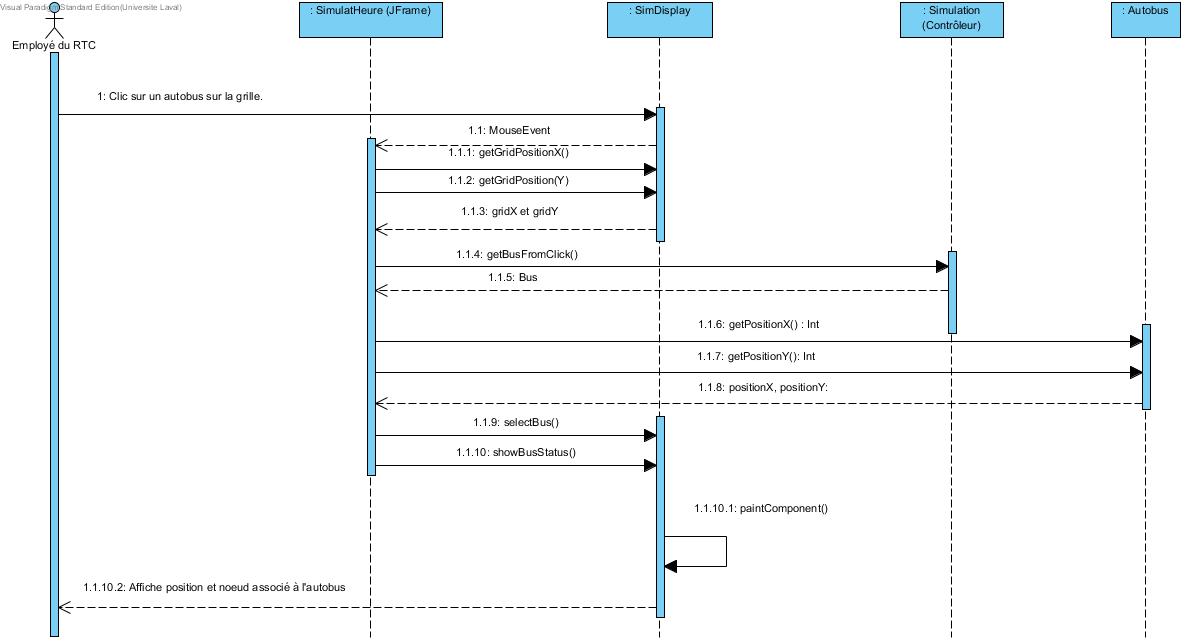 Visual Paradigm Standard Edition(Universite Laval)
: SimulatHeure (JFrame)
: SimDisplay
: Simulation
(Contrôleur)
: Autobus
Employé du RTC
1: Clic sur un autobus sur la grille.
1.1: MouseEvent
1.1.1: getGridPositionX()
1.1.2: getGridPosition(Y)
1.1.3: gridX et gridY
1.1.4: getBusFromClick()
1.1.5: Bus
1.1.6: getPositionX() : Int
1.1.7: getPositionY(): Int
1.1.8: positionX, positionY:
1.1.9: selectBus()
1.1.10: showBusStatus()
1.1.10.1: paintComponent()
1.1.10.2: Affiche position et noeud associé à l'autobus